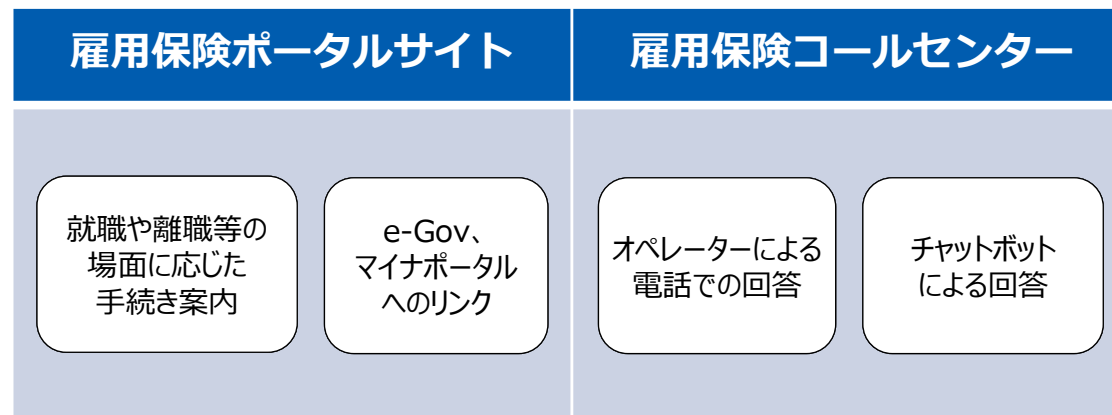 雇用保険ポータルサイト
雇用保険コールセンター
就職や離職等の
場面に応じた
手続き案内
e-Gov、
マイナポータル
へのリンク
オペレーターによる
電話での回答
チャットボット
による回答